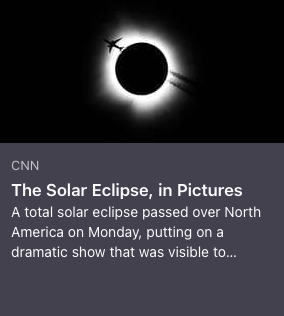 CNN
The Solar Eclipse, in Pictures
A total solar eclipse passed over North
America on Monday, putting on a
dramatic show that was visible to...